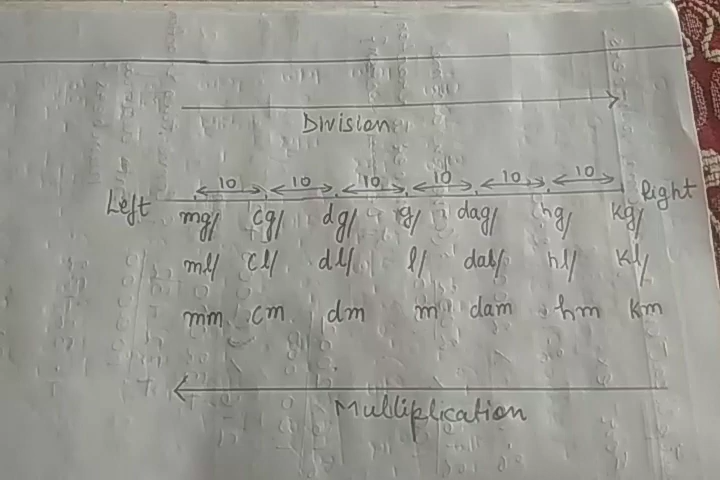 Division
10 10 10 10 10 10
Left mg/ cg/ dg/ g/ dag/ hg/ kg/ Right
ml/ cl/ dl/ l/ dal/ hl/ kl/
mm cm dm m dam hm km
Multiplication